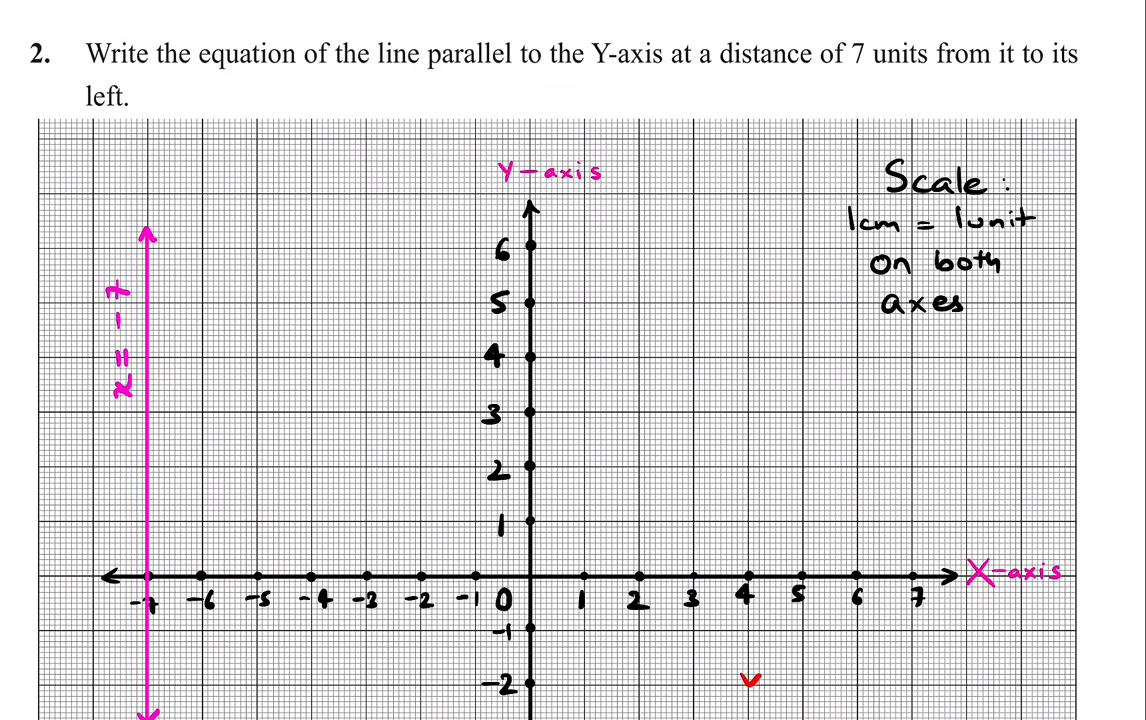 2. Write the equation of the line parallel to the Y-axis at a distance of 7 units from it to its
left.
Y-axis
Scale:
1cm = 1unit
on both
axes
6
5
4
3
2
1
x = -7
X-axis
-7 -6 -5 -4 -3 -2 -1 0 1 2 3 4 5 6 7
-1
-2